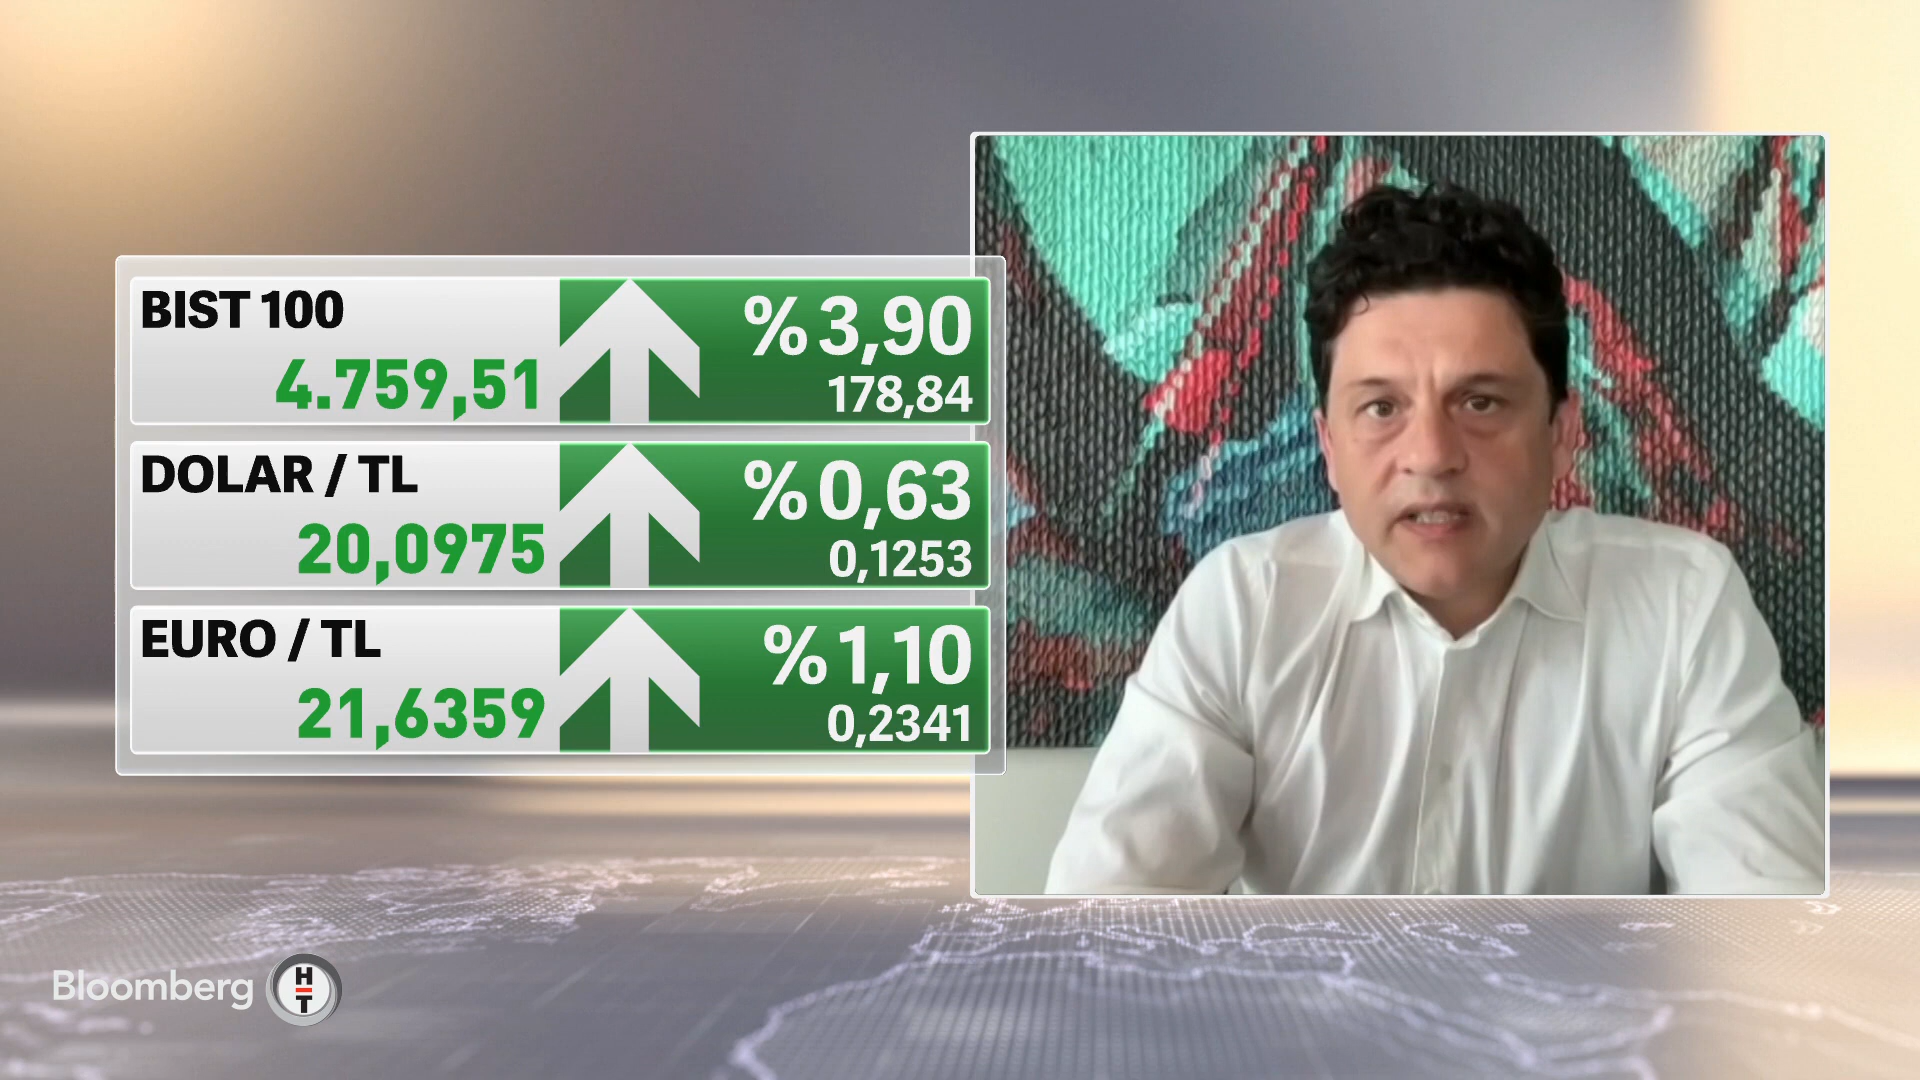 BIST 100
4.759,51
%3,90
178,84
DOLAR / TL
20,0975
%0,63
0,1253
EURO / TL
21,6359
%1,10
0,2341
Bloomberg HT